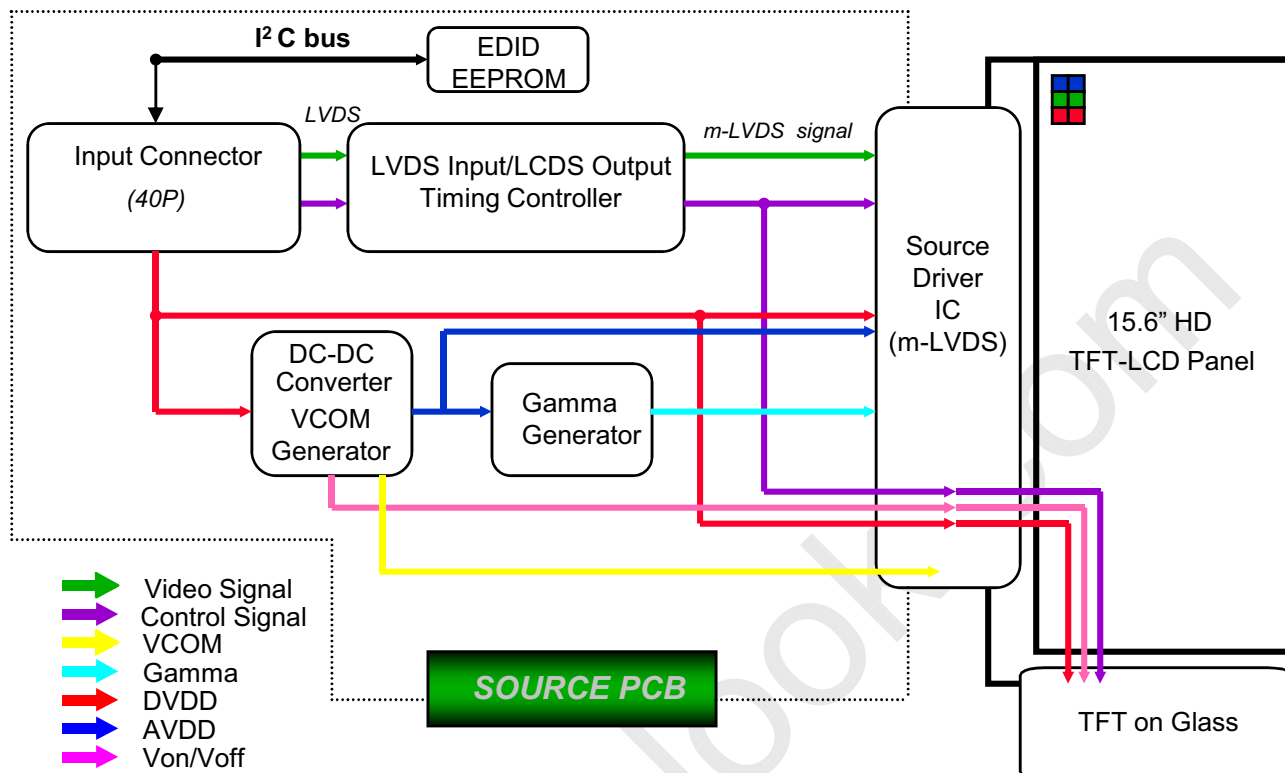 I² C bus
EDID
EEPROM
LVDS
m-LVDS signal
Input Connector
(40P)
LVDS Input/LCDS Output
Timing Controller
Source
Driver
IC
(m-LVDS)
15.6” HD
TFT-LCD Panel
DC-DC
Converter
VCOM
Generator
Gamma
Generator
Video Signal
Control Signal
VCOM
Gamma
DVDD
AVDD
Von/Voff
SOURCE PCB
TFT on Glass
look.com